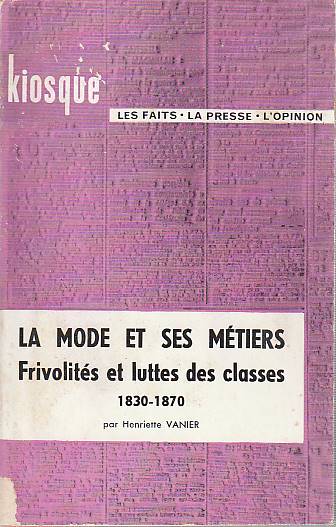 kiosque
LES FAITS • LA PRESSE • L'OPINION
LA MODE ET SES MÉTIERS
Frivolités et luttes des classes
1830-1870
par Henriette VANIER